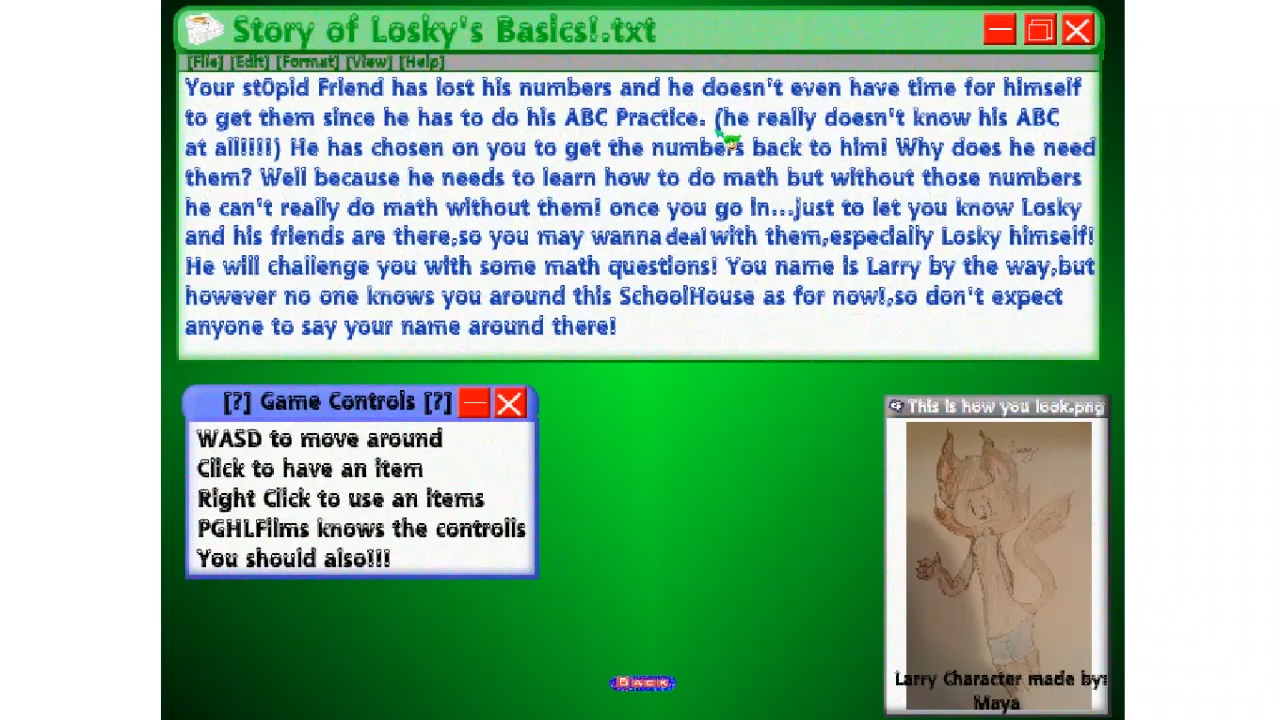 Story of Losky's Basics!.txt
[File] [Edit] [Format] [View] [Help]
Your st0pid Friend has lost his numbers and he doesn't even have time for himself
to get them since he has to do his ABC Practice. (he really doesn't know his ABC
at all!!!!) He has chosen on you to get the numbers back to him! Why does he need
them? Well because he needs to learn how to do math but without those numbers
he can't really do math without them! once you go in...just to let you know Losky
and his friends are there,so you may wanna deal with them,especially Losky himself!
He will challenge you with some math questions! You name is Larry by the way,but
however no one knows you around this SchoolHouse as for now!,so don't expect
anyone to say your name around there!
[?] Game Controls [?]
WASD to move around
Click to have an item
Right Click to use an items
PGHLFilms knows the controlls
You should also!!!
This is how you look.png
Larry Character made by:
Maya
BACK